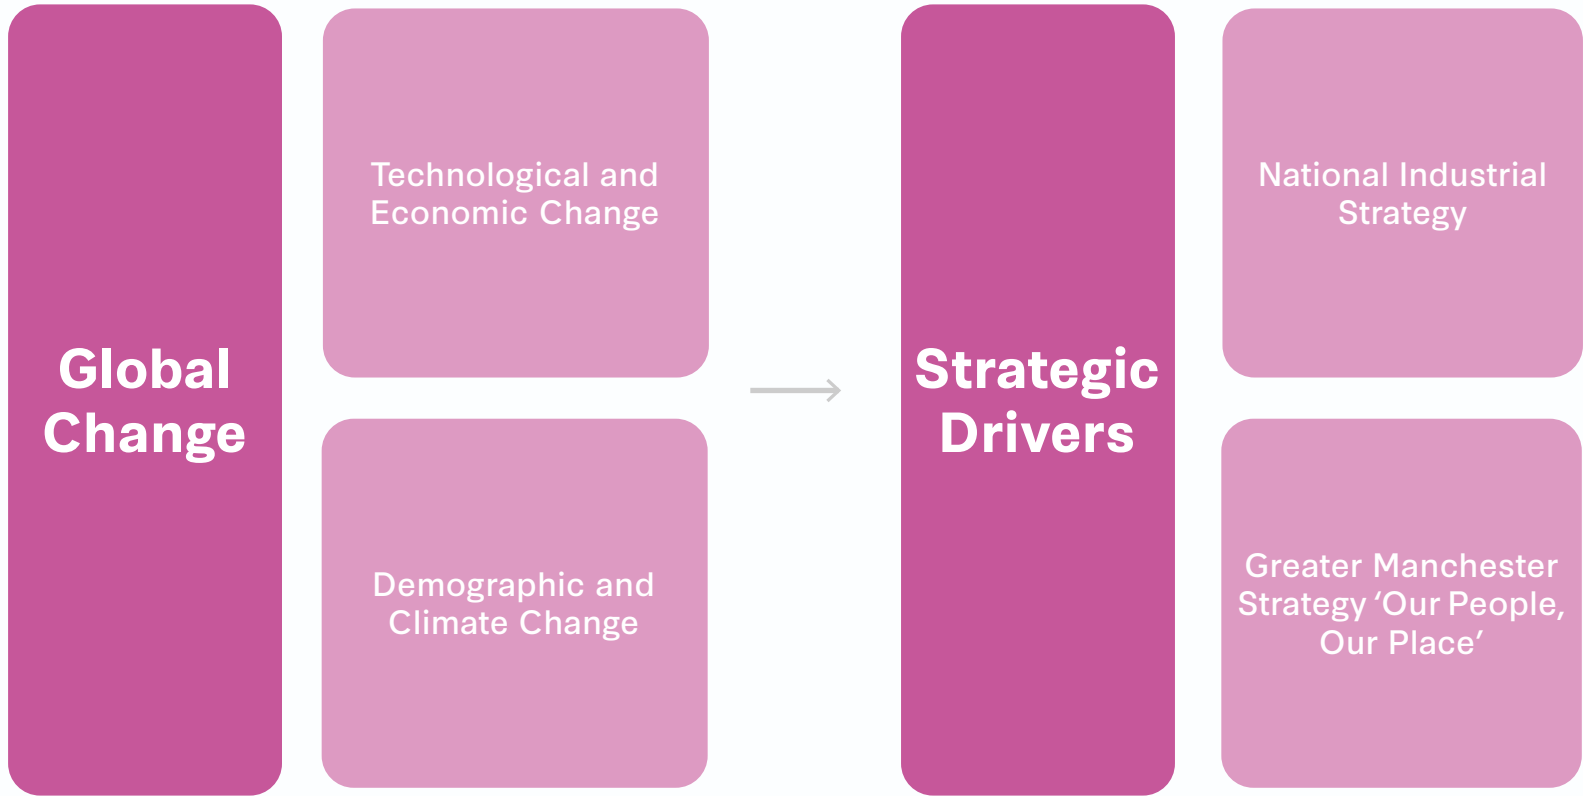 Global
Change
Technological and
Economic Change
Demographic and
Climate Change
Strategic
Drivers
National Industrial
Strategy
Greater Manchester
Strategy ‘Our People,
Our Place’